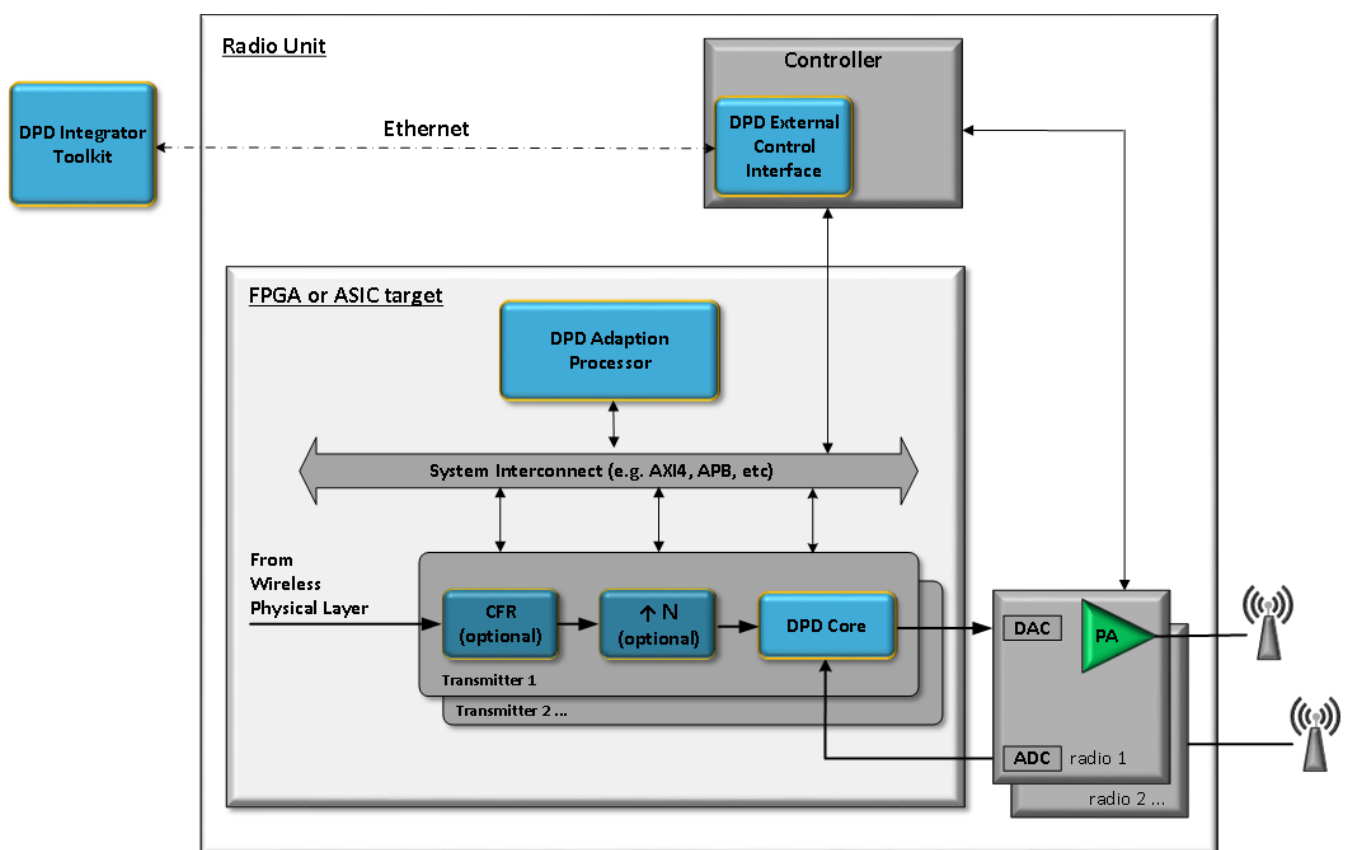 Radio Unit
Controller
DPD Integrator
Toolkit
Ethernet
DPD External
Control
Interface
FPGA or ASIC target
DPD Adaption
Processor
System Interconnect (e.g. AXI4, APB, etc)
From
Wireless
Physical Layer
CFR
(optional)
↑ N
(optional)
DPD Core
Transmitter 1
Transmitter 2 ...
DAC
PA
ADC
radio 1
radio 2 ...